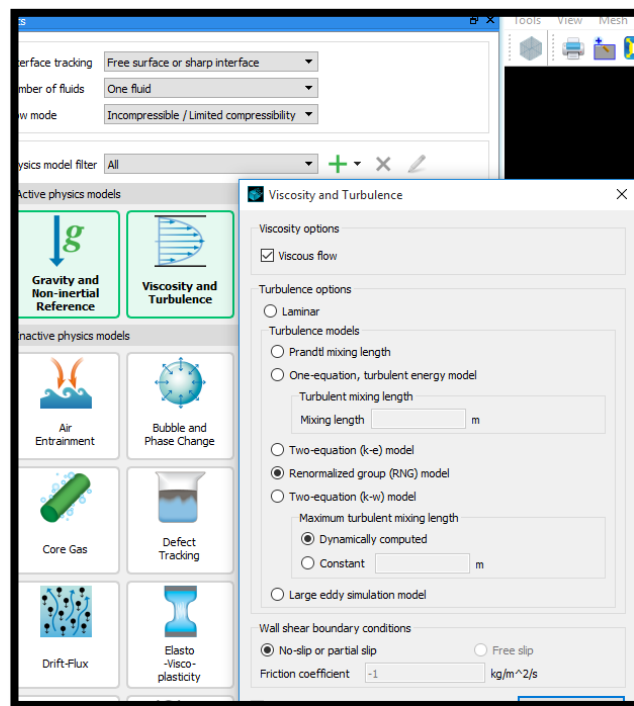 Tools View Mesh
erface tracking Free surface or sharp interface
mber of fluids One fluid
w mode Incompressible / Limited compressibility
ysics model filter All
Active physics models
g
Gravity and
Non-inertial
Reference
Viscosity and
Turbulence
nactive physics models
Air
Entrainment
Bubble and
Phase Change
Core Gas
Defect
Tracking
Drift-Flux
Elasto
-Visco-
plasticity
Viscosity and Turbulence
Viscosity options
Viscous flow
Turbulence options
Laminar
Turbulence models
Prandtl mixing length
One-equation, turbulent energy model
Turbulent mixing length
Mixing length m
Two-equation (k-e) model
Renormalized group (RNG) model
Two-equation (k-w) model
Maximum turbulent mixing length
Dynamically computed
Constant m
Large eddy simulation model
Wall shear boundary conditions
No-slip or partial slip Free slip
Friction coefficient -1 kg/m^2/s